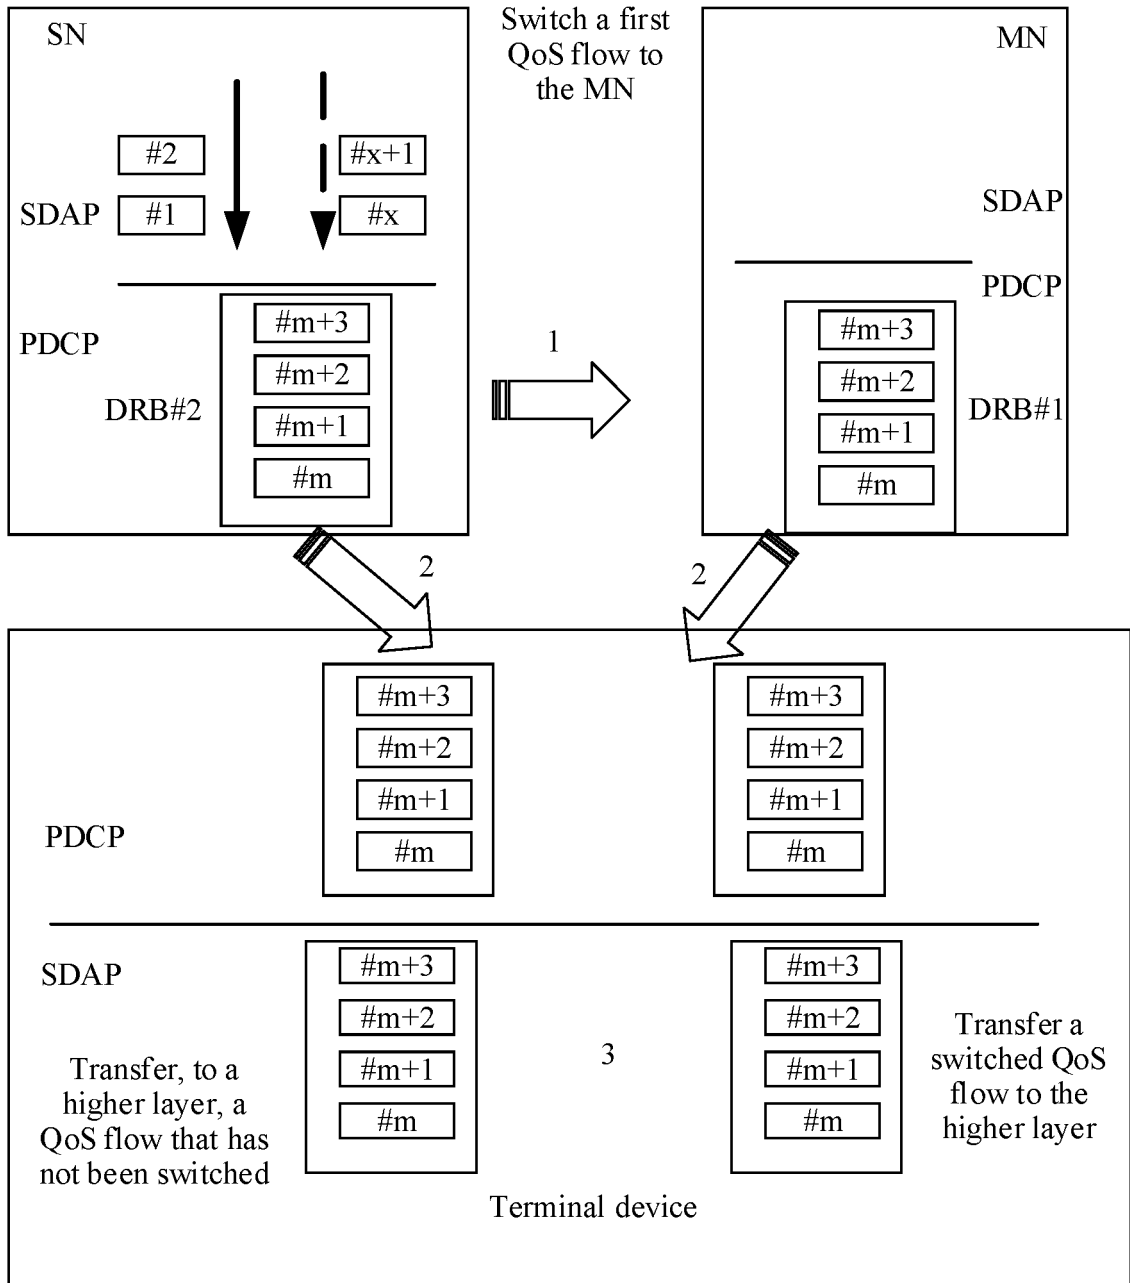 SN
Switch a first
QoS flow to
the MN
MN
#2
#x+1
SDAP
#1
#x
SDAP
PDCP
#m+3
#m+3
PDCP
1
#m+2
#m+2
DRB#2
#m+1
DRB#1
#m+1
#m
#m
2
2
#m+3
#m+3
#m+2
#m+2
#m+1
#m+1
PDCP
#m
#m
SDAP
#m+3
#m+3
#m+2
#m+2
#m+1
#m+1
#m
#m
3
Transfer, to a
higher layer, a
QoS flow that has
not been switched
Transfer a
switched QoS
flow to the
higher layer
Terminal device